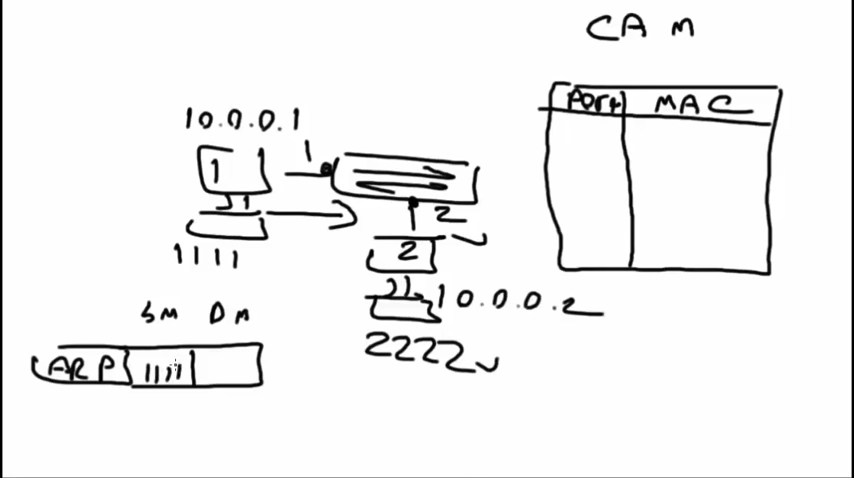 CAM
Port MAC
10.0.0.1
1
1
2
1111
2
10.0.0.2
2222
SM DM
ARP 1111